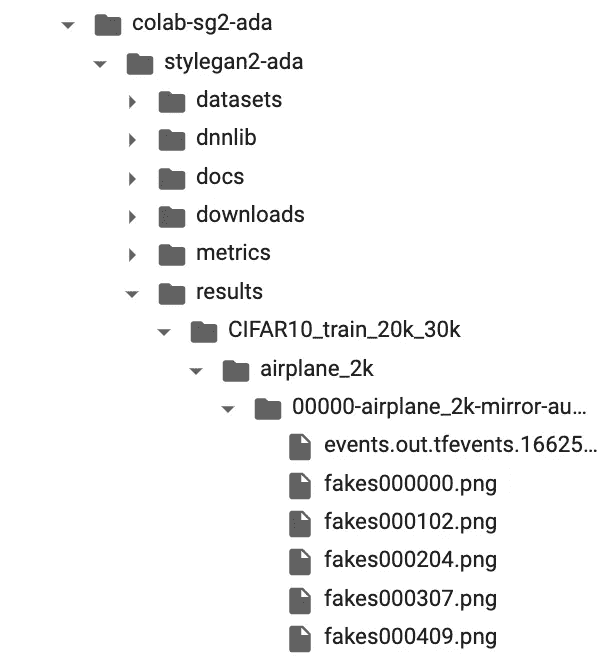 colab-sg2-ada
stylegan2-ada
datasets
dnnlib
docs
downloads
metrics
results
CIFAR10_train_20k_30k
airplane_2k
00000-airplane_2k-mirror-au...
events.out.tfevents.16625...
fakes000000.png
fakes000102.png
fakes000204.png
fakes000307.png
fakes000409.png